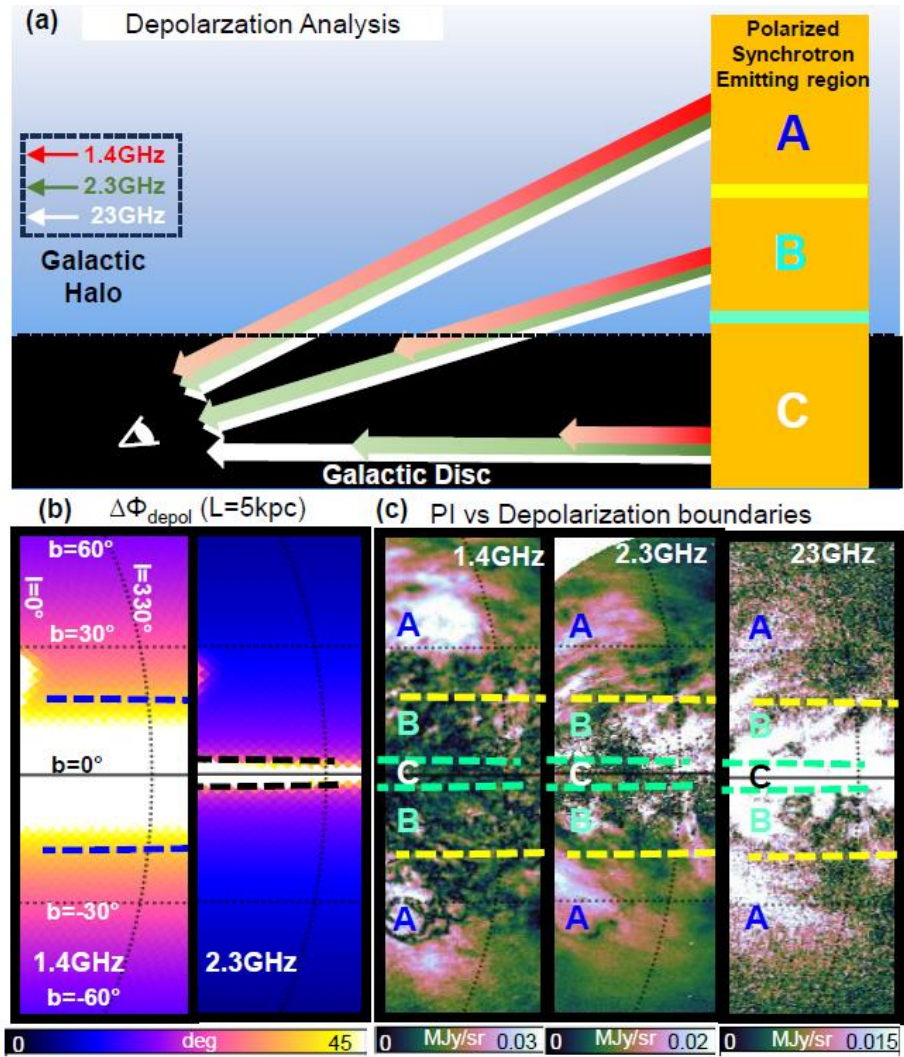 (a) Depolarzation Analysis
Polarized
Synchrotron
Emitting region
A
1.4GHz
2.3GHz
23GHz
B
Galactic
Halo
C
Galactic Disc
(b) ΔΦdepol (L=5kpc)
b=60°
l=0°
l=330°
b=30°
b=0°
b=-30°
1.4GHz
b=-60°
2.3GHz
0 deg 45
(c) PI vs Depolarization boundaries
1.4GHz
A
B
C
B
A
2.3GHz
A
B
C
B
A
23GHz
A
B
C
B
A
0 MJy/sr 0.03
0 MJy/sr 0.02
0 MJy/sr 0.015